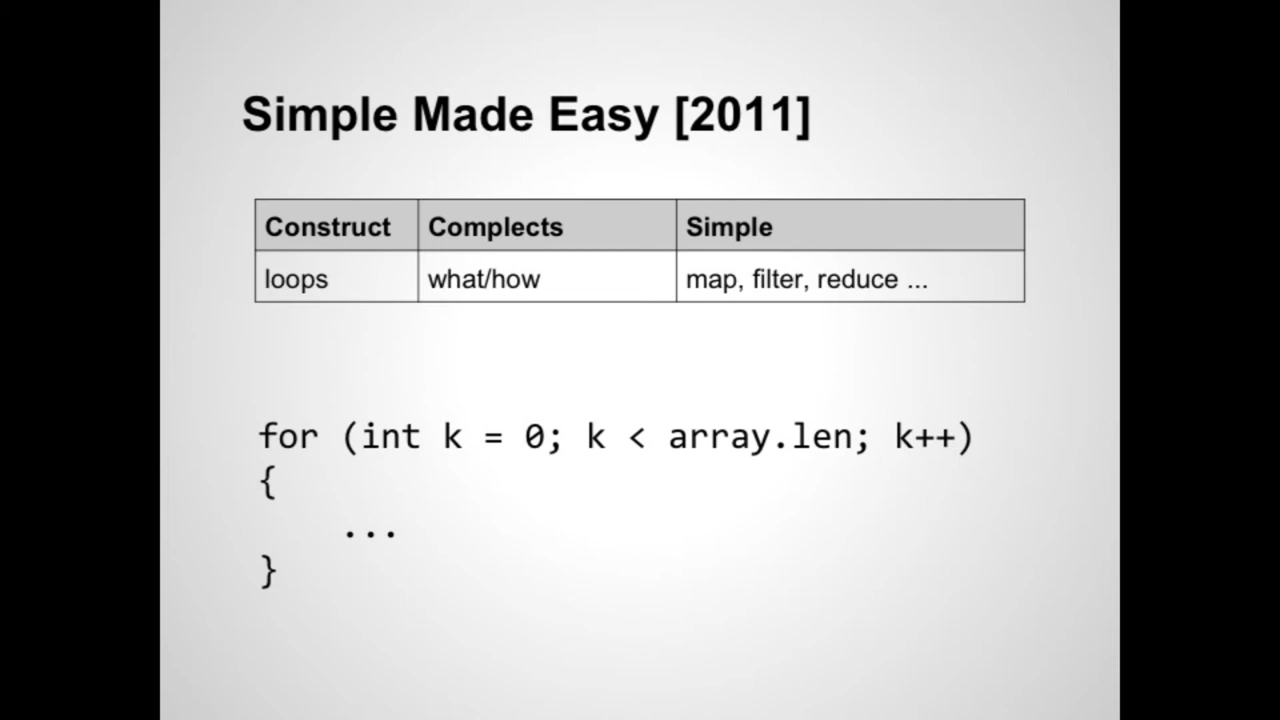 Simple Made Easy [2011]
Construct Complects Simple
loops what/how map, filter, reduce ...
for (int k = 0; k < array.len; k++)
{
...
}